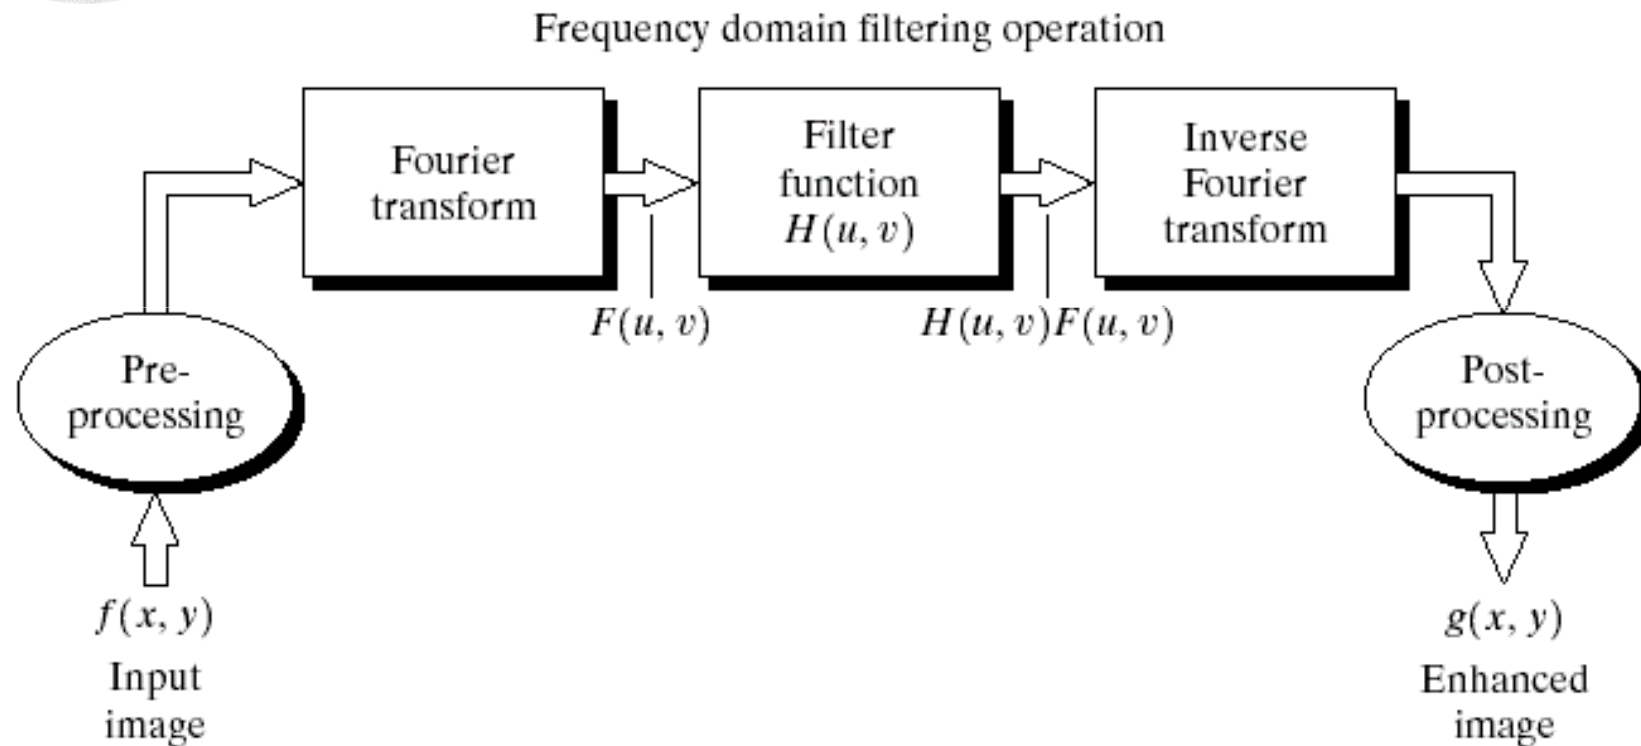 Frequency domain filtering operation
Fourier
transform
Filter
function
H(u, v)
Inverse
Fourier
transform
F(u, v)
H(u, v)F(u, v)
Pre-
processing
Post-
processing
f(x, y)
Input
image
g(x, y)
Enhanced
image